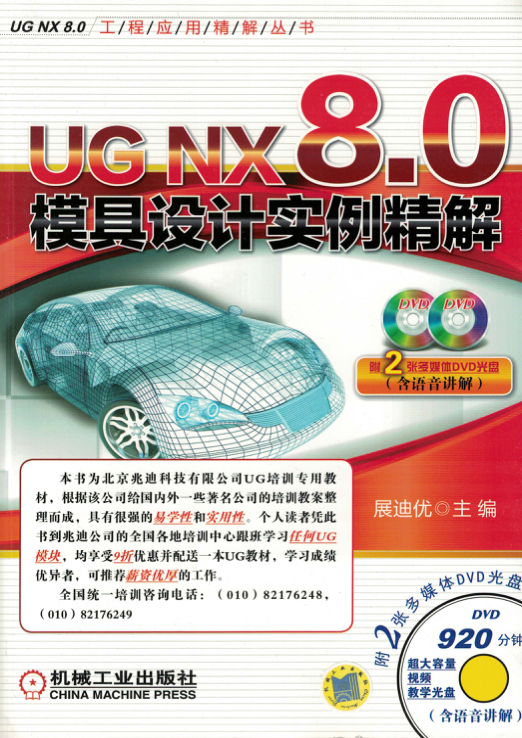 UG NX 8.0 工/程/应/用/精/解/丛/书
UG NX 8.0
模具设计实例精解
DVD DVD
附2张多媒体DVD光盘
(含语音讲解)
本书为北京兆迪科技有限公司UG培训专用教
材，根据该公司给国内外一些著名公司的培训教案整
理而成，具有很强的易学性和实用性。个人读者凭此
书到兆迪公司的全国各地培训中心跟班学习任何UG
模块，均享受9折优惠并配送一本UG教材，学习成绩
优异者，可推荐薪资优厚的工作。
全国统一培训咨询电话：（010）82176248，
（010）82176249
展迪优◎主编
附2张多媒体DVD光盘
DVD
920分钟
超大容量
视频
教学光盘
(含语音讲解)
机械工业出版社
CHINA MACHINE PRESS